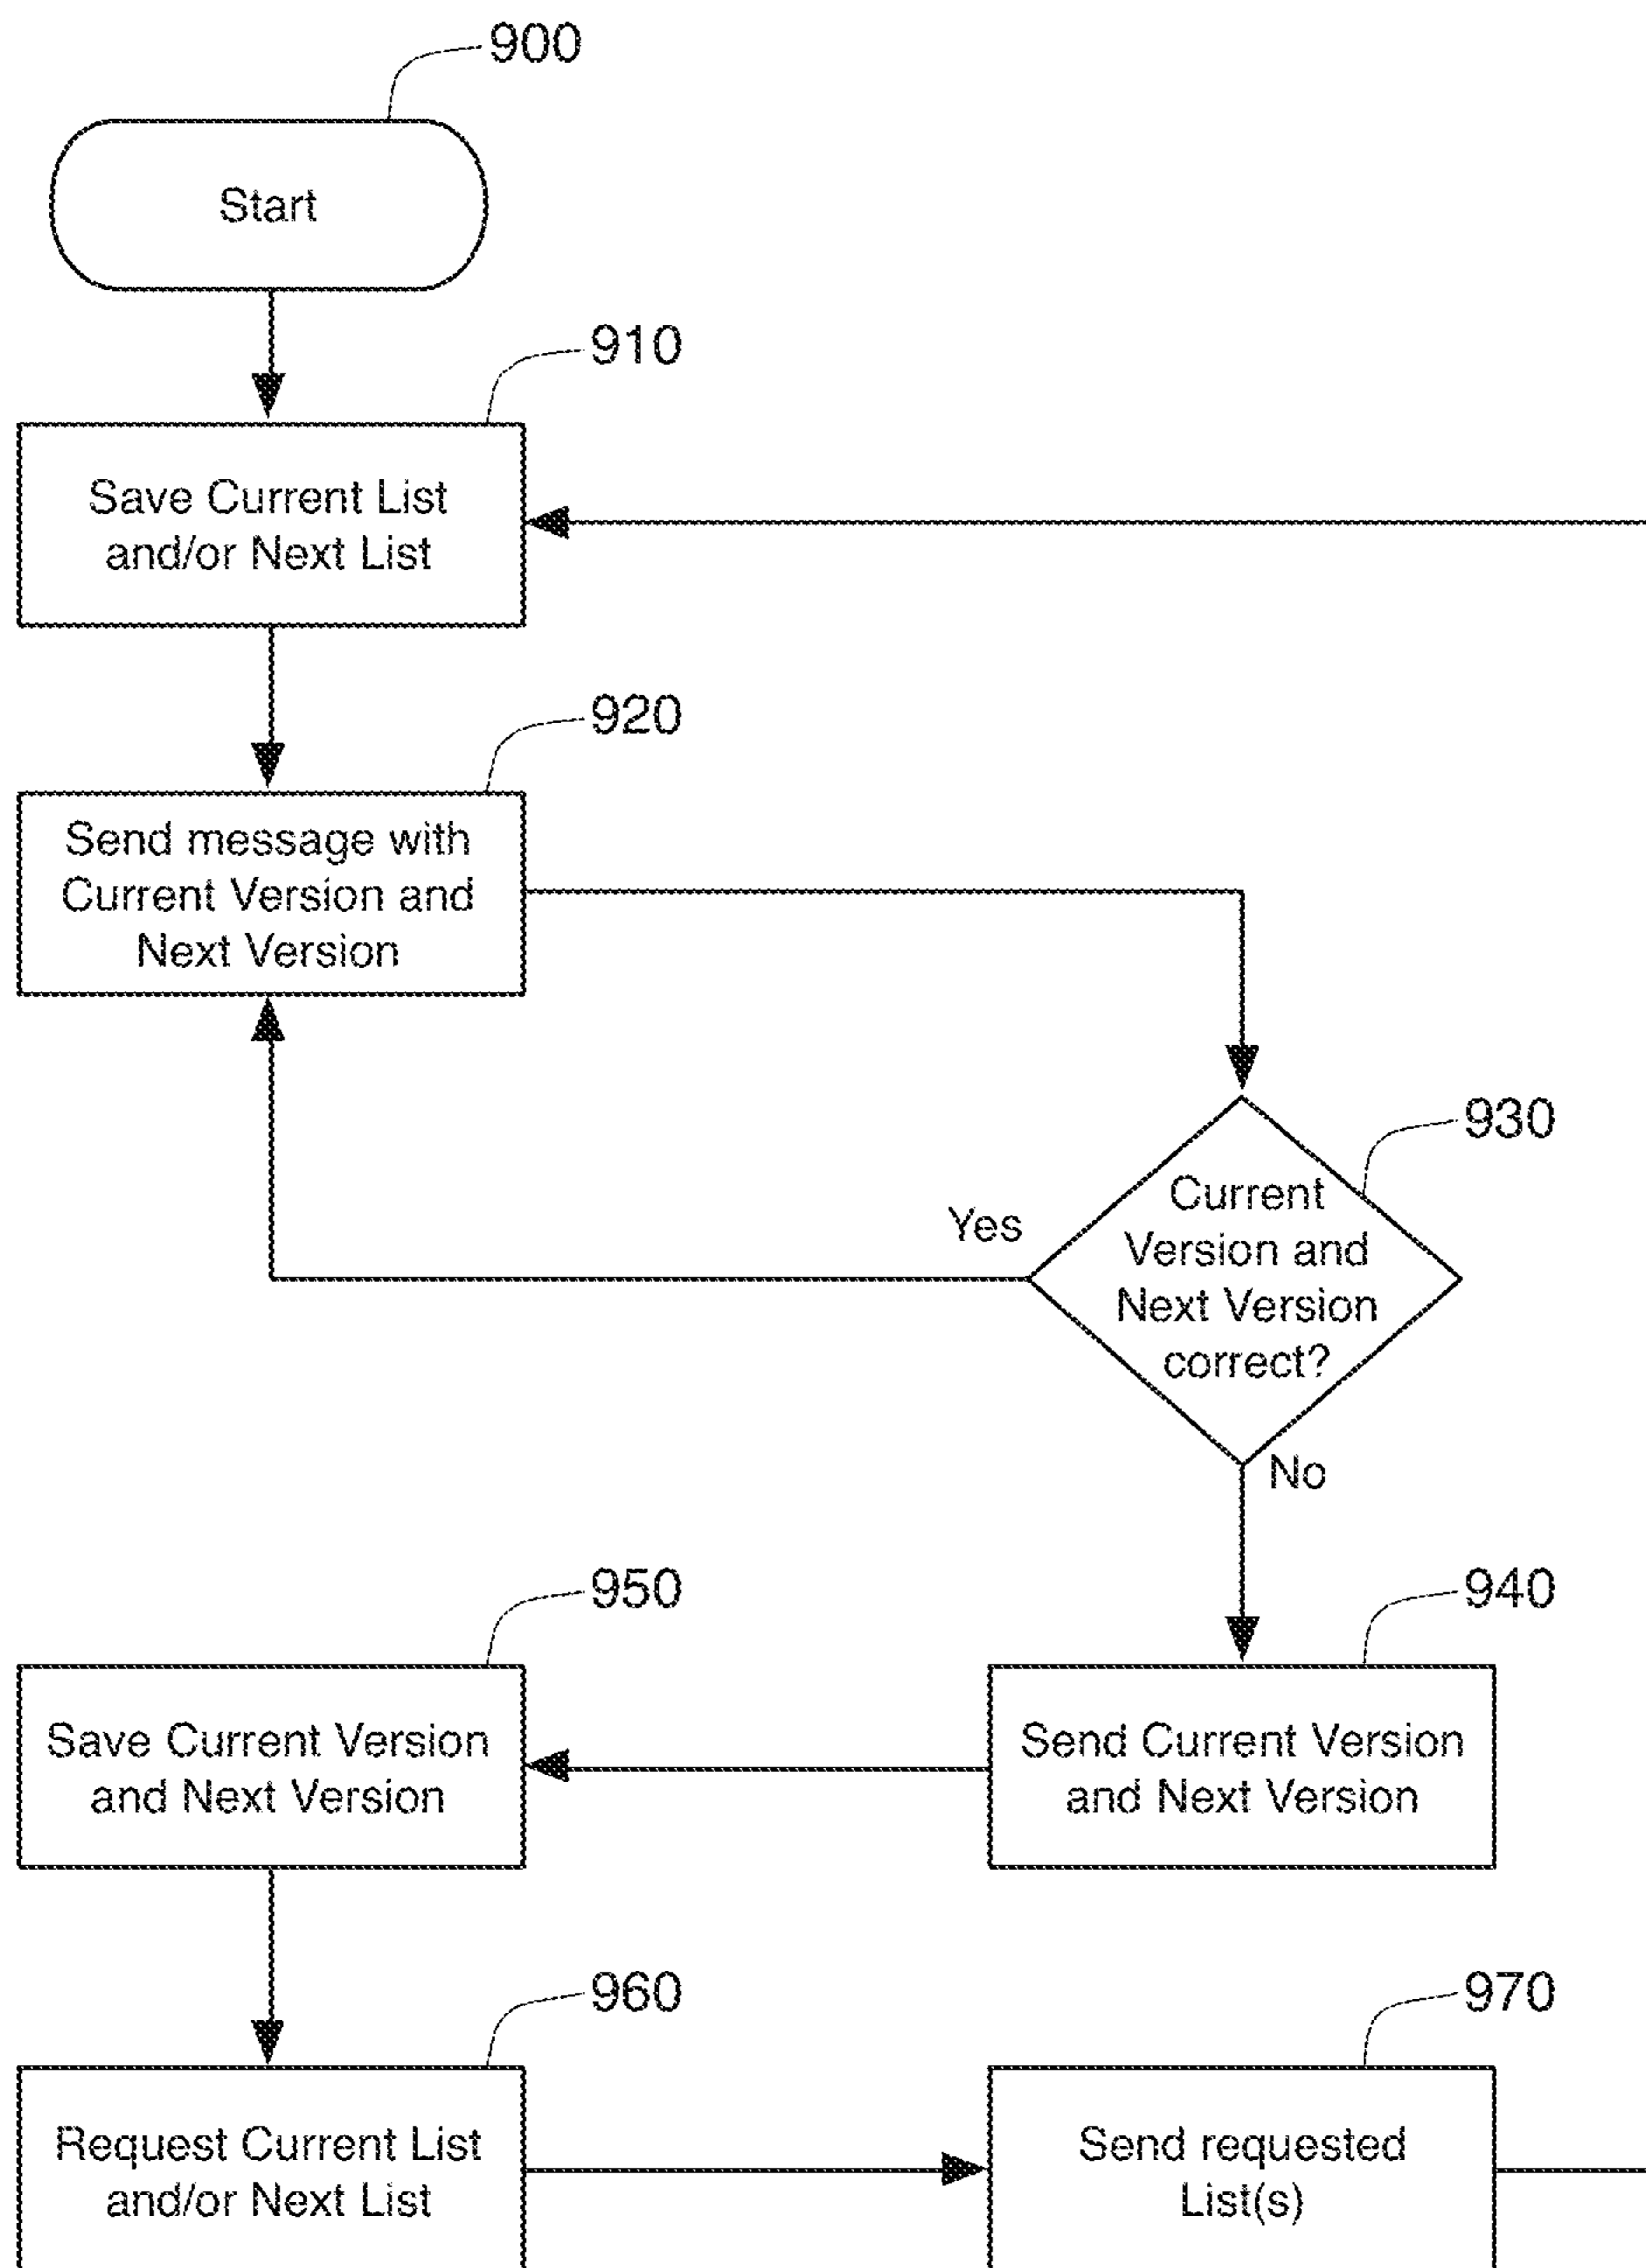 900
Start
910
Save Current List
and/or Next List
920
Send message with
Current Version and
Next Version
930
Current
Version and
Next Version
correct?
Yes
No
950
940
Save Current Version
and Next Version
Send Current Version
and Next Version
960
970
Request Current List
and/or Next List
Send requested
List(s)